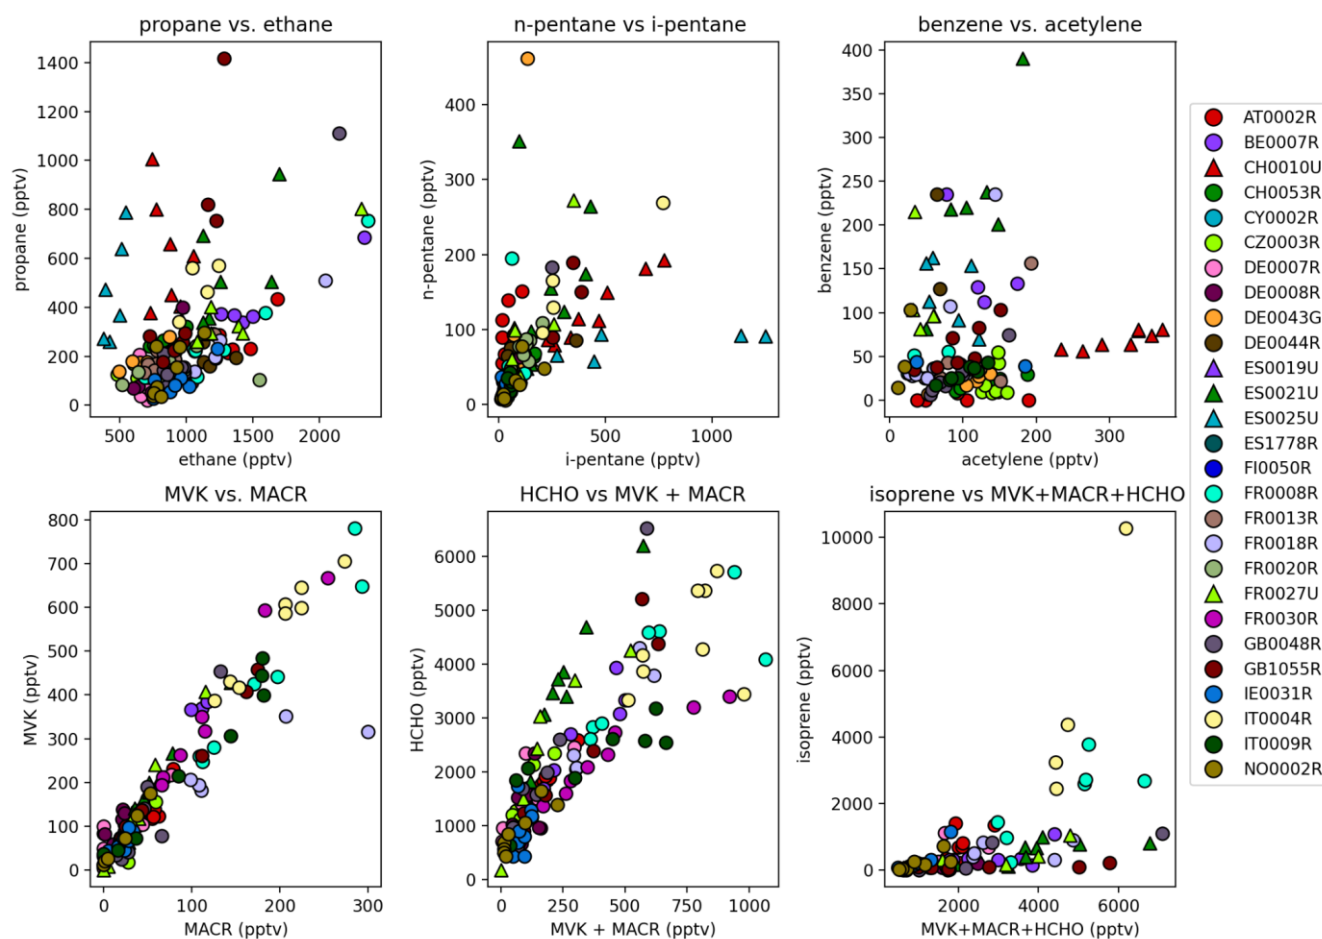 propane vs. ethane
propane (pptv)
1400
1200
1000
800
600
400
200
0
500
1000
1500
2000
ethane (pptv)
n-pentane vs i-pentane
n-pentane (pptv)
400
300
200
100
0
0
500
1000
i-pentane (pptv)
benzene vs. acetylene
benzene (pptv)
400
350
300
250
200
150
100
50
0
0
100
200
300
acetylene (pptv)
MVK vs. MACR
MVK (pptv)
800
700
600
500
400
300
200
100
0
0
100
200
300
MACR (pptv)
HCHO vs MVK + MACR
HCHO (pptv)
6000
5000
4000
3000
2000
1000
0
0
250
500
750
1000
MVK + MACR (pptv)
isoprene vs MVK+MACR+HCHO
isoprene (pptv)
10000
8000
6000
4000
2000
0
2000
4000
6000
MVK+MACR+HCHO (pptv)
AT0002R
BE0007R
CH0010U
CH0053R
CY0002R
CZ0003R
DE0007R
DE0008R
DE0043G
DE0044R
ES0019U
ES0021U
ES0025U
ES1778R
FI0050R
FR0008R
FR0013R
FR0018R
FR0020R
FR0027U
FR0030R
GB0048R
GB1055R
IE0031R
IT0004R
IT0009R
NO0002R